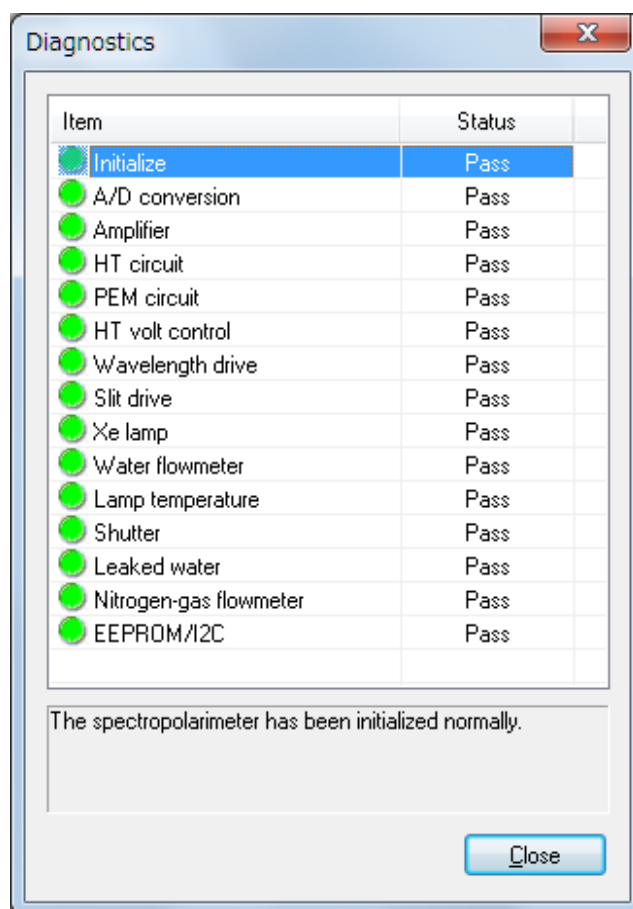 Diagnostics
Item Status
Initialize Pass
A/D conversion Pass
Amplifier Pass
HT circuit Pass
PEM circuit Pass
HT volt control Pass
Wavelength drive Pass
Slit drive Pass
Xe lamp Pass
Water flowmeter Pass
Lamp temperature Pass
Shutter Pass
Leaked water Pass
Nitrogen-gas flowmeter Pass
EEPROM/I2C Pass
The spectropolarimeter has been initialized normally.
Close